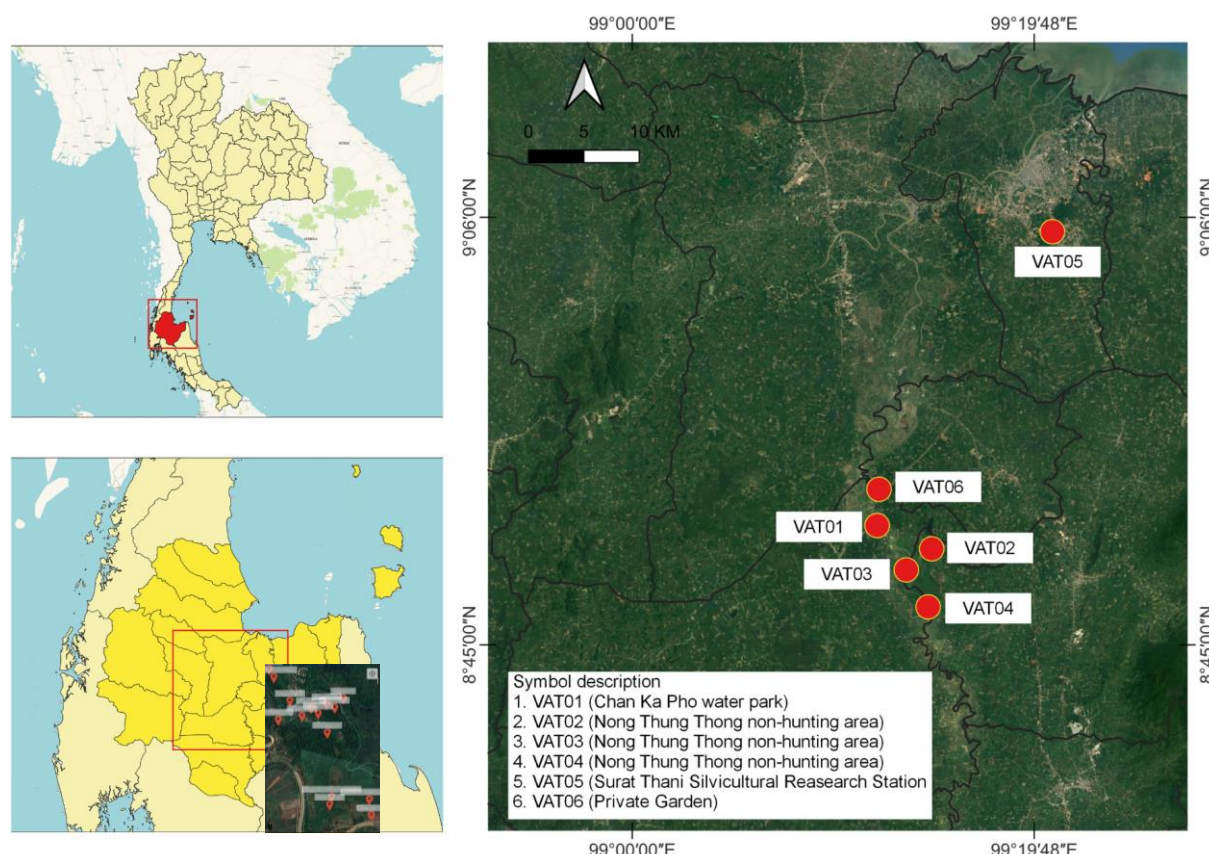 99°00′00″E
99°19′48″E
0 5 10 KM
9°06′00″N
9°06′00″N
VAT05
VAT06
VAT01
VAT02
VAT03
VAT04
8°45′00″N
8°45′00″N
Symbol description
1. VAT01 (Chan Ka Pho water park)
2. VAT02 (Nong Thung Thong non-hunting area)
3. VAT03 (Nong Thung Thong non-hunting area)
4. VAT04 (Nong Thung Thong non-hunting area)
5. VAT05 (Surat Thani Silvicultural Reasearch Station
6. VAT06 (Private Garden)
99°00′00″E
99°19′48″E